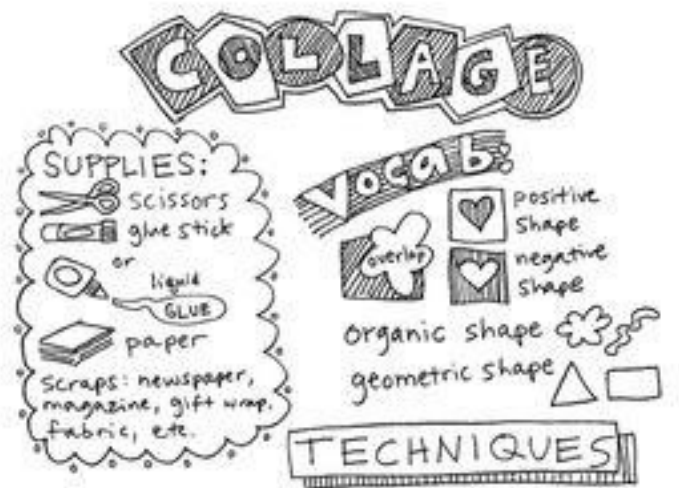 COLLAGE
SUPPLIES:
scissors
glue stick
or
liquid
GLUE
paper
scraps: newspaper,
magazine, gift wrap,
fabric, etc.
Vocab:
overlap
positive
shape
negative
shape
organic shape
geometric shape
TECHNIQUES